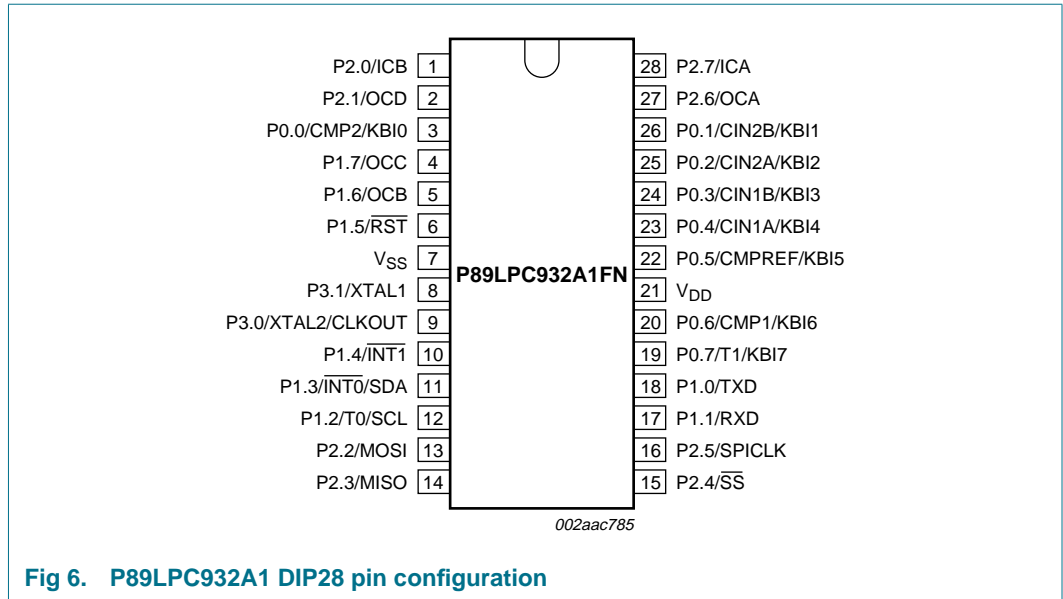 P2.0/ICB 1
P2.1/OCD 2
P0.0/CMP2/KBI0 3
P1.7/OCC 4
P1.6/OCB 5
P1.5/R̅S̅T̅ 6
VSS 7
P3.1/XTAL1 8
P3.0/XTAL2/CLKOUT 9
P1.4/I̅N̅T̅1̅ 10
P1.3/I̅N̅T̅0̅/SDA 11
P1.2/T0/SCL 12
P2.2/MOSI 13
P2.3/MISO 14
P89LPC932A1FN
28 P2.7/ICA
27 P2.6/OCA
26 P0.1/CIN2B/KBI1
25 P0.2/CIN2A/KBI2
24 P0.3/CIN1B/KBI3
23 P0.4/CIN1A/KBI4
22 P0.5/CMPREF/KBI5
21 VDD
20 P0.6/CMP1/KBI6
19 P0.7/T1/KBI7
18 P1.0/TXD
17 P1.1/RXD
16 P2.5/SPICLK
15 P2.4/S̅S̅
002aac785
Fig 6. P89LPC932A1 DIP28 pin configuration